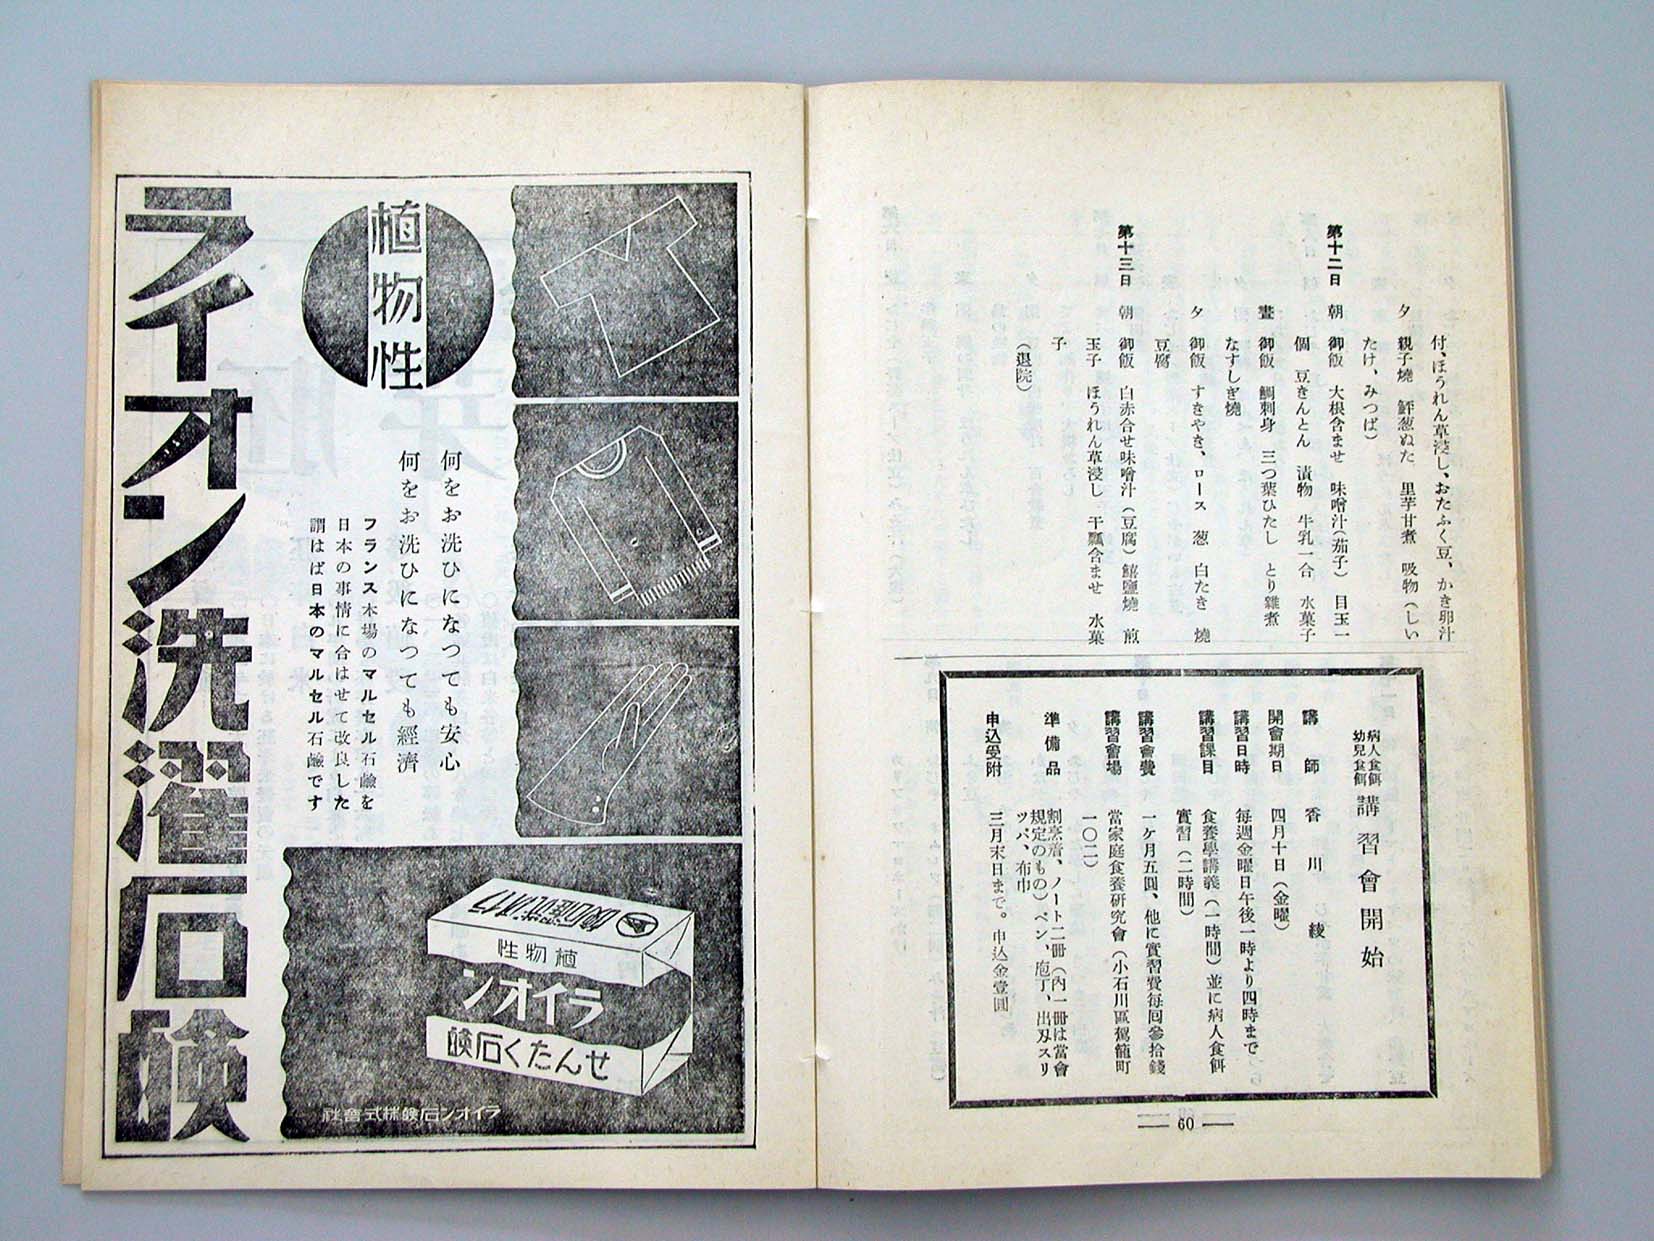 付、ほうれん草浸し、おたふく豆、かき卵汁
夕　親子燒　鮃葱ぬた　里芋甘煮　吸物（しい
たけ、みつば）
第十二日　朝　御飯　大根含ませ　味噌汁（茄子）　目玉一
個　豆きんとん　漬物　牛乳一合　水菓子
晝　御飯　鯛刺身　三つ葉ひたし　とり雜煮
なすしぎ燒
夕　御飯　すきやき、ロース　葱　白たき　燒
豆腐
第十三日　朝　御飯　白赤合せ味噌汁（豆腐）鱚鹽燒　煎
玉子　ほうれん草浸し　干瓢含ませ　水菓
子
（退院）
病人食餌
幼兒食餌
講習會開始
講師　香川綾
開會期日　四月十日（金曜）
講習日時　毎週金曜日午後一時より四時まで
講習課目　食養學講義（一時間）並に病人食餌
實習（二時間）
講習會費　一ケ月五圓、他に實習費毎回參拾錢
講習會場　當家庭食養研究會（小石川區駕籠町
一〇二）
準備品　割烹着、ノート二冊（內一冊は當會
規定のもの）ペン、庖丁、出刃スリ
ツパ、布巾
申込受附　三月末日まで。申込金壹圓
60
植物性
何をお洗ひになつても安心
何をお洗ひになつても經濟
フランス本場のマルセル石鹼を
日本の事情に合はせて改良した
謂はば日本のマルセル石鹼です
ライオン洗濯石鹸
ライオン洗濯石鹸
植物性
ライオン
せんたく石鹸
ライオン石鹸株式會社